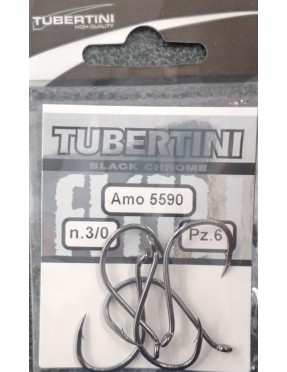 TUBERTINI
HIGH QUALITY
TUBERTINI
BLACK CHROME
Amo 5590
n.3/0
Pz.6